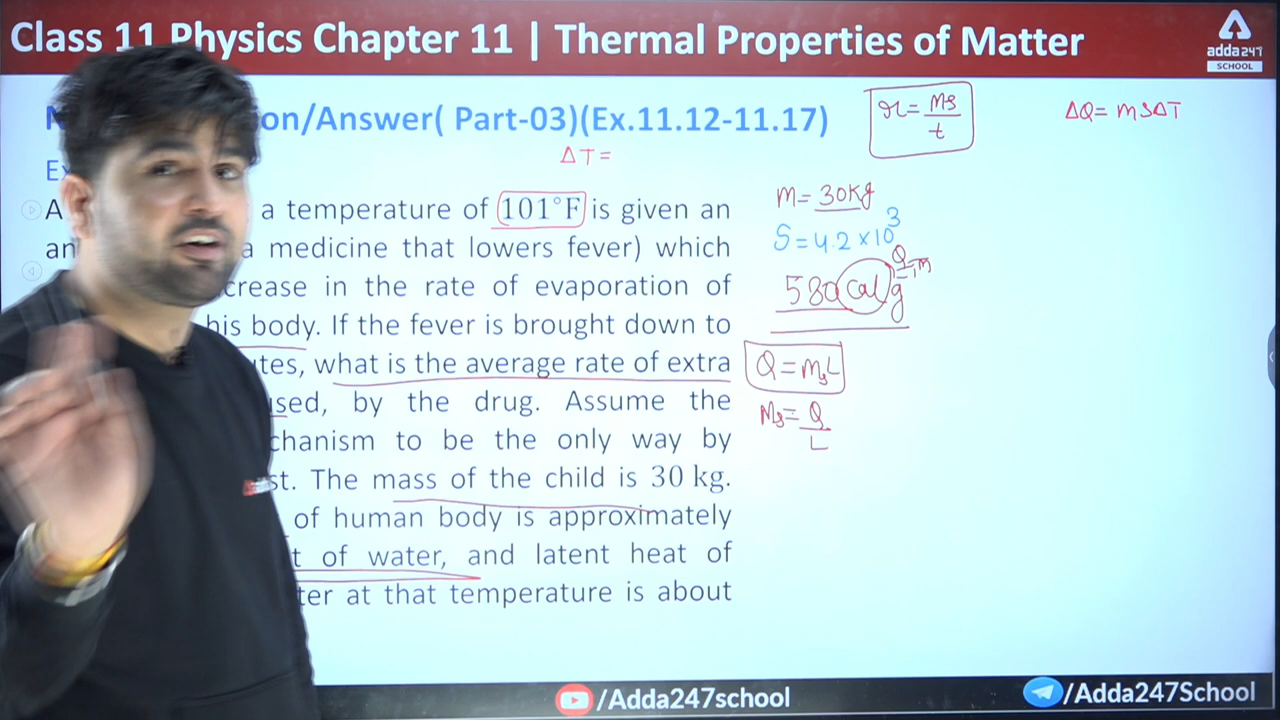 Class 11 Physics Chapter 11 | Thermal Properties of Matter
adda247
SCHOOL
on/Answer( Part-03)(Ex.11.12-11.17)
r = Ms/t
ΔQ = msΔT
ΔT =
A a temperature of 101°F is given an
a medicine that lowers fever) which
crease in the rate of evaporation of
his body. If the fever is brought down to
tes, what is the average rate of extra
sed, by the drug. Assume the
chanism to be the only way by
st. The mass of the child is 30 kg.
of human body is approximately
t of water, and latent heat of
ter at that temperature is about
m = 30Kg
S = 4.2 × 10³
580 cal g
Q = msL
Ms = Q/L
/Adda247school
/Adda247School